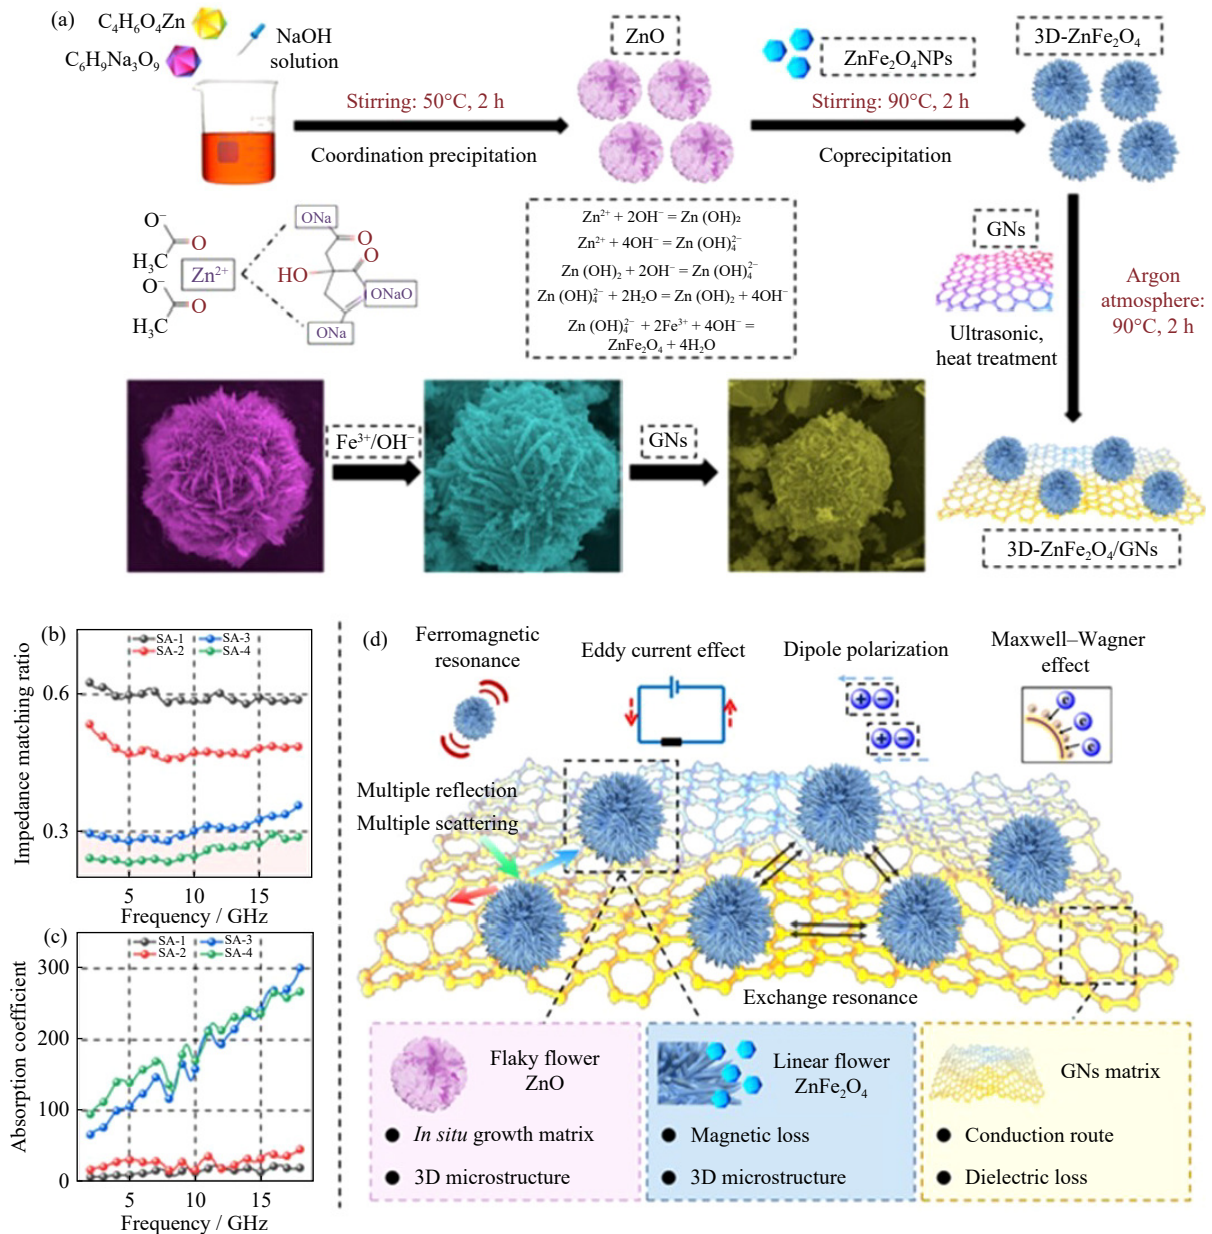 (a)
C₄H₆O₄Zn
C₆H₉Na₃O₉
NaOH
solution
Stirring: 50°C, 2 h
Coordination precipitation
ZnO
ZnFe₂O₄NPs
Stirring: 90°C, 2 h
Coprecipitation
3D-ZnFe₂O₄
O⁻
O
H₃C
Zn²⁺
O⁻
O
H₃C
ONa
O
O
HO
ONaO
ONa
Zn²⁺ + 2OH⁻ = Zn (OH)₂
Zn²⁺ + 4OH⁻ = Zn (OH)₄²⁻
Zn (OH)₂ + 2OH⁻ = Zn (OH)₄²⁻
Zn (OH)₄²⁻ + 2H₂O = Zn (OH)₂ + 4OH⁻
Zn (OH)₄²⁻ + 2Fe³⁺ + 4OH⁻ =
ZnFe₂O₄ + 4H₂O
GNs
Ultrasonic,
heat treatment
Argon
atmosphere:
90°C, 2 h
Fe³⁺/OH⁻
GNs
3D-ZnFe₂O₄/GNs
(b)
SA-1
SA-2
SA-3
SA-4
Impedance matching ratio
0.6
0.3
5
10
15
Frequency / GHz
(c)
SA-1
SA-2
SA-3
SA-4
Absorption coefficient
300
200
100
0
5
10
15
Frequency / GHz
(d)
Ferromagnetic
resonance
Eddy current effect
Dipole polarization
Maxwell–Wagner
effect
+ −
+ −
e
e
e
Multiple reflection
Multiple scattering
Exchange resonance
Flaky flower
ZnO
● In situ growth matrix
● 3D microstructure
Linear flower
ZnFe₂O₄
● Magnetic loss
● 3D microstructure
GNs matrix
● Conduction route
● Dielectric loss